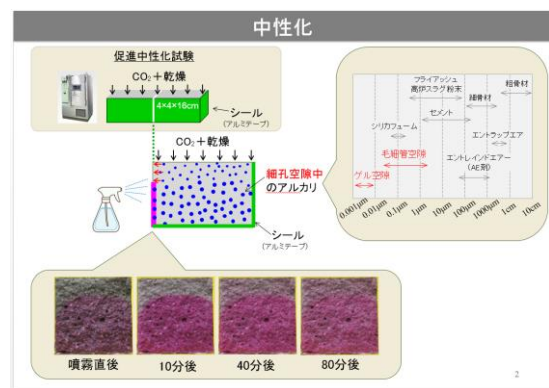 中性化
促進中性化試験
CO₂＋乾燥
4×4×16cm
シール
(アルミテープ)
CO₂＋乾燥
細孔空隙中
のアルカリ
シール
(アルミテープ)
フライアッシュ
高炉スラグ粉末
粗骨材
細骨材
セメント
シリカフューム
エントラップエア
毛細管空隙
エントレインドエアー
(AE剤)
ゲル空隙
0.001μm
0.01μm
0.1μm
1μm
10μm
100μm
1000μm
1cm
10cm
噴霧直後
10分後
40分後
80分後
2